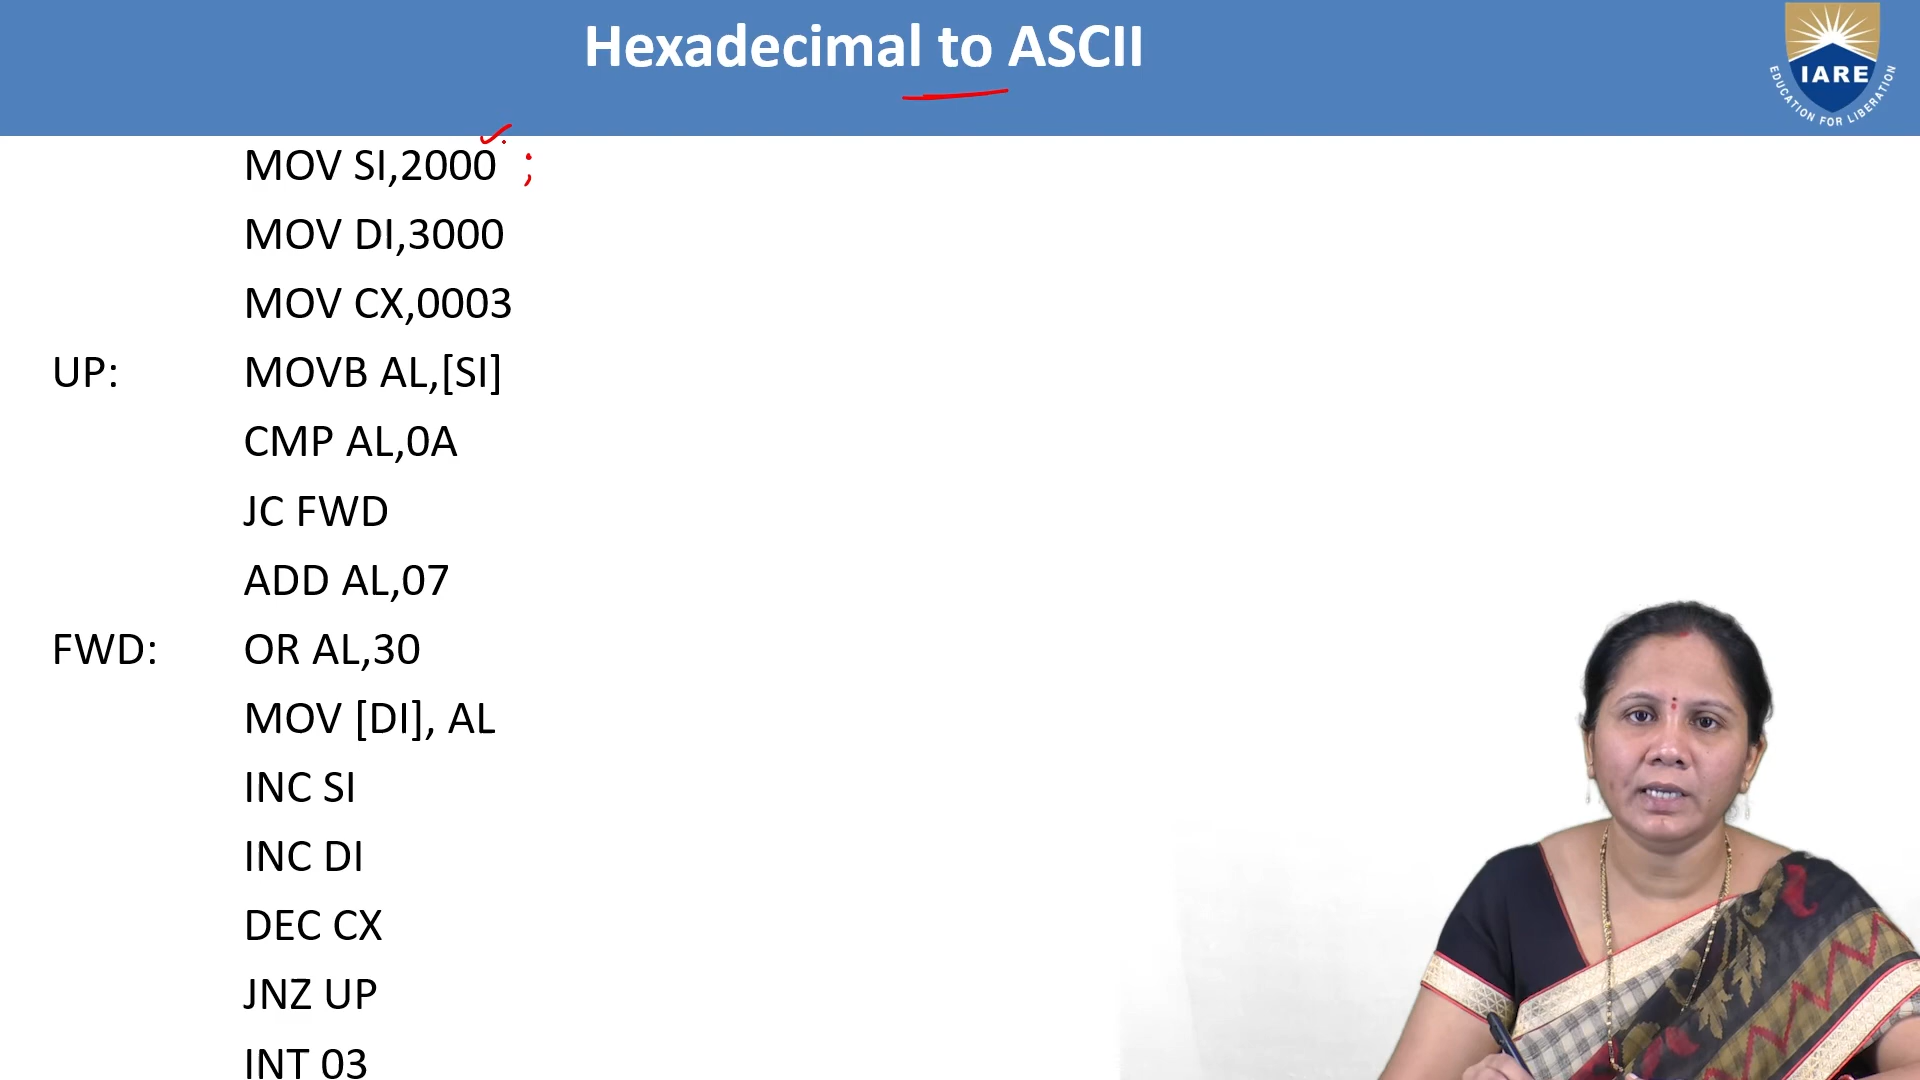 Hexadecimal to ASCII
IARE
EDUCATION FOR LIBERATION
MOV SI,2000 ;
MOV DI,3000
MOV CX,0003
UP: MOVB AL,[SI]
CMP AL,0A
JC FWD
ADD AL,07
FWD: OR AL,30
MOV [DI], AL
INC SI
INC DI
DEC CX
JNZ UP
INT 03